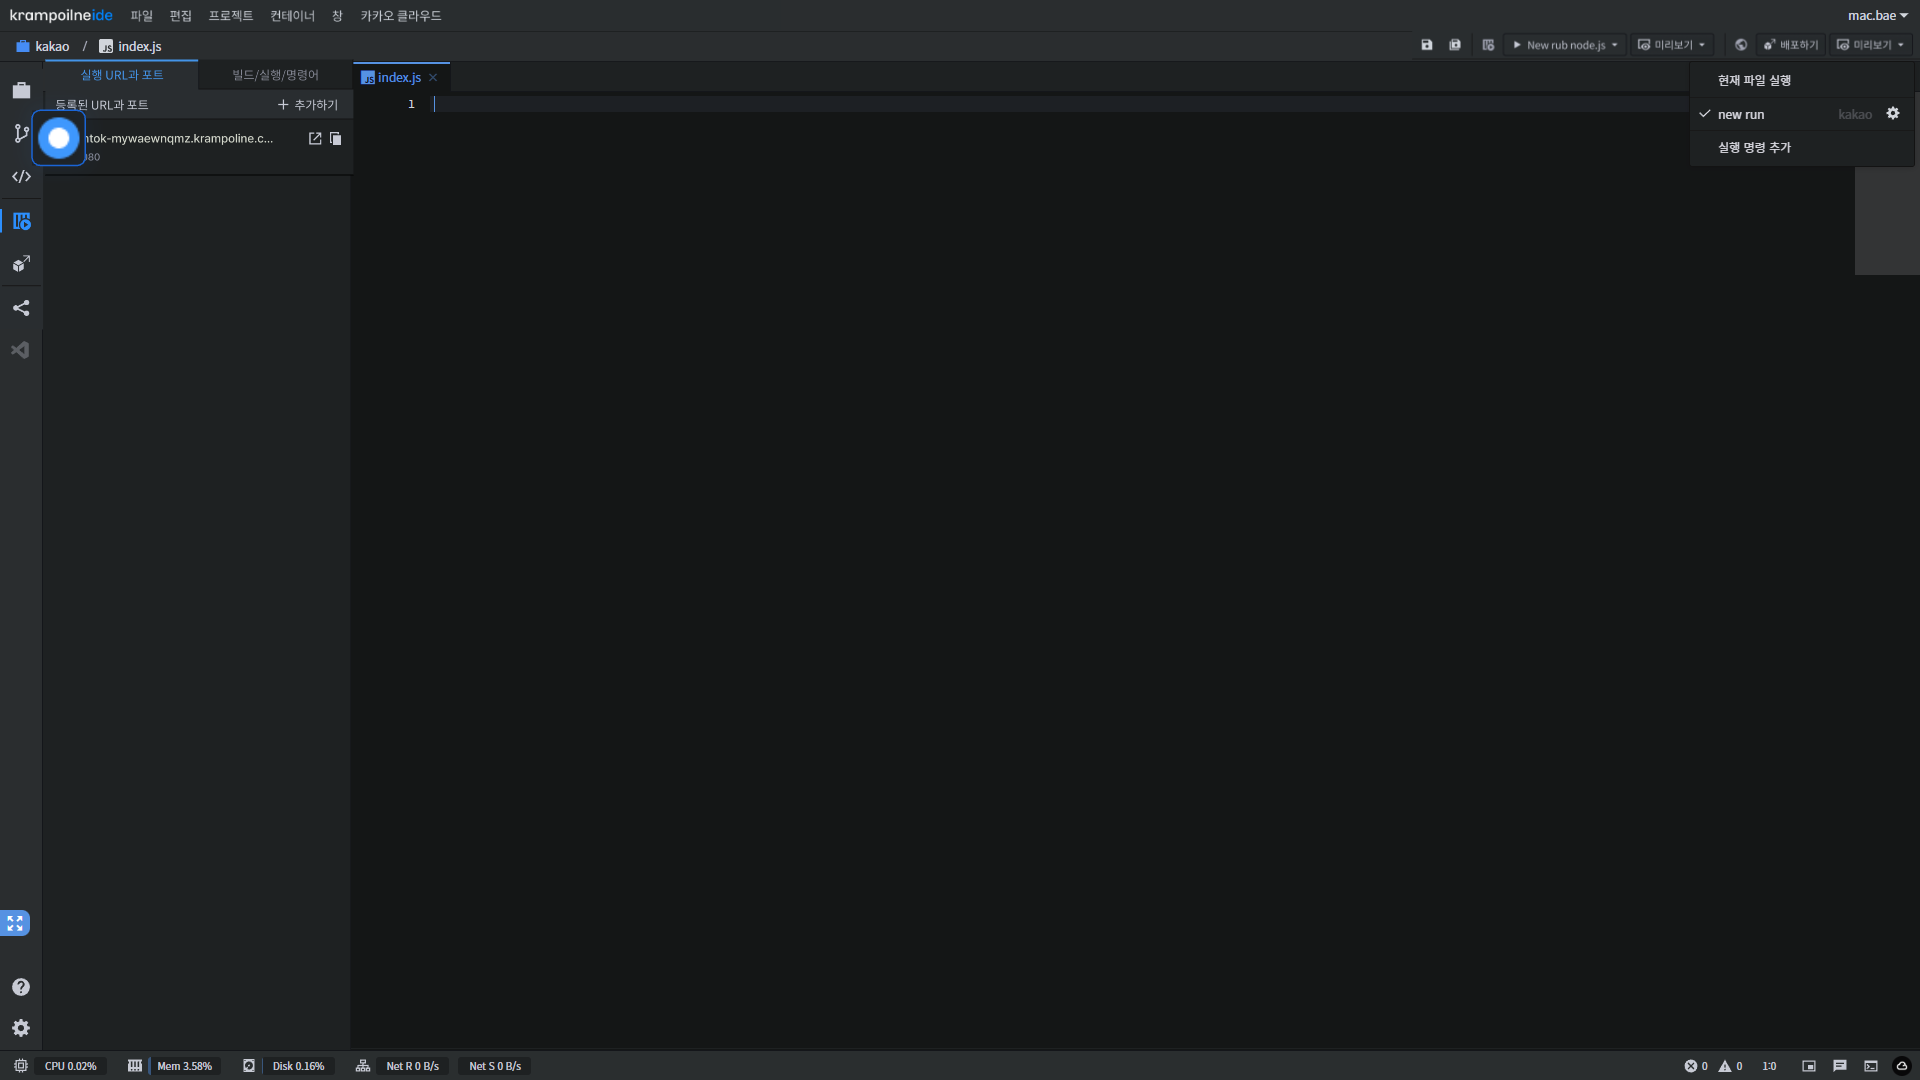 krampoilneide 파일 편집 프로젝트 컨테이너 창 카카오 클라우드 mac.bae
kakao / index.js
New rub node.js 미리보기 배포하기 미리보기
실행 URL과 포트 빌드/실행/명령어 index.js
등록된 URL과 포트 추가하기
1
ntok-mywaewnqmz.krampoline.c...
080
현재 파일 실행
new run kakao
실행 명령 추가
CPU 0.02% Mem 3.58% Disk 0.16% Net R 0 B/s Net S 0 B/s 0 0 1:0